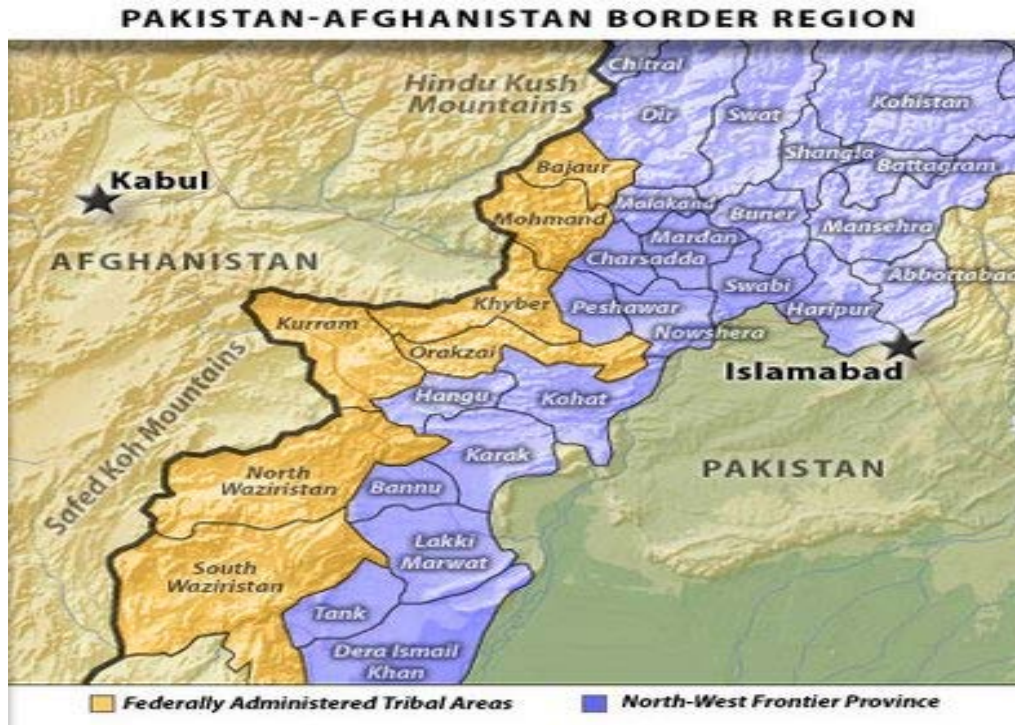 PAKISTAN-AFGHANISTAN BORDER REGION
Chitral
Hindu Kush
Mountains
Dir
Swat
Kohistan
Shangla
Battagram
Bajaur
Kabul
Malakand
Buner
Mohmand
Mansehra
Mardan
AFGHANISTAN
Charsadda
Abbottabad
Swabi
Khyber
Peshawar
Haripur
Kurram
Nowshera
Orakzai
Islamabad
Hangu
Kohat
Safed Koh Mountains
Karak
PAKISTAN
North
Waziristan
Bannu
Lakki
Marwat
South
Waziristan
Tank
Dera Ismail
Khan
Federally Administered Tribal Areas
North-West Frontier Province